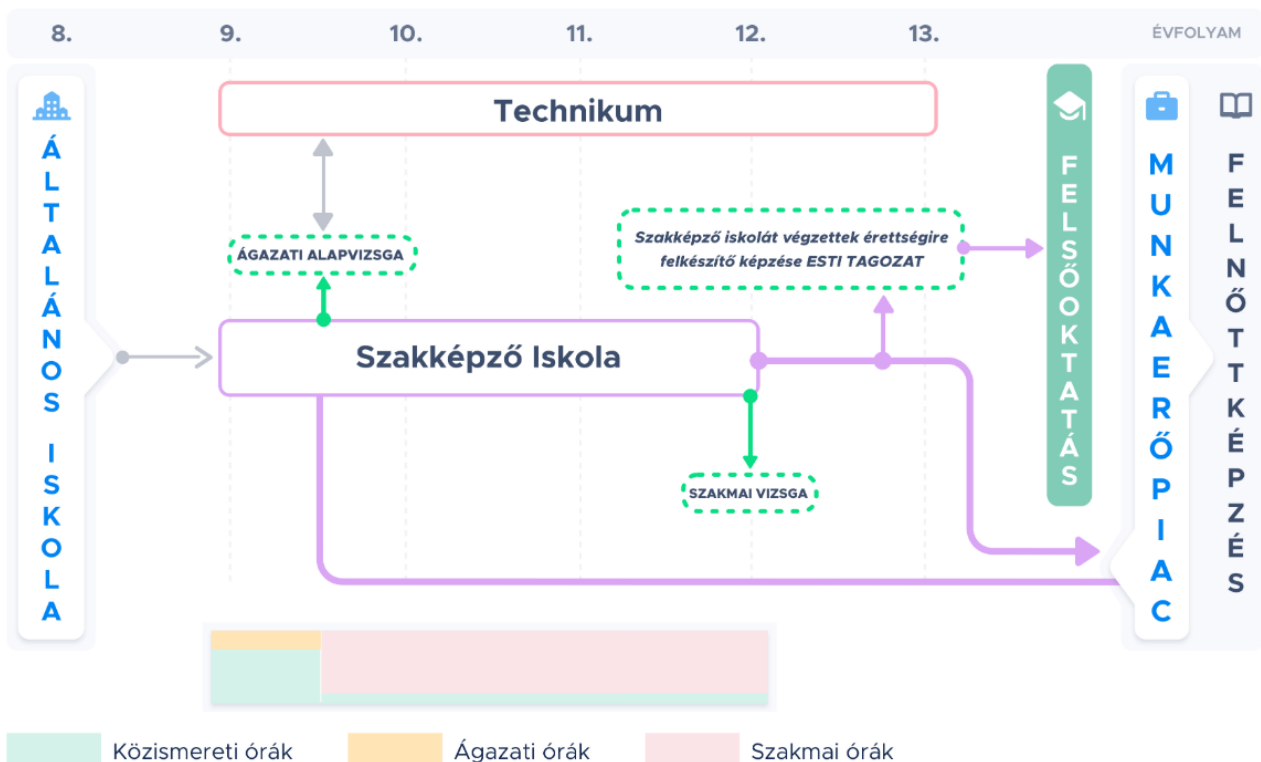 8. 9. 10. 11. 12. 13. ÉVFOLYAM
ÁLTALÁNOS ISKOLA
Technikum
ÁGAZATI ALAPVIZSGA
Szakképző iskolát végzettek érettségire
felkészítő képzése ESTI TAGOZAT
Szakképző Iskola
SZAKMAI VIZSGA
FELSŐOKTATÁS
MUNKAERŐPIAC
FELNŐTTKÉPZÉS
Közismereti órák
Ágazati órák
Szakmai órák